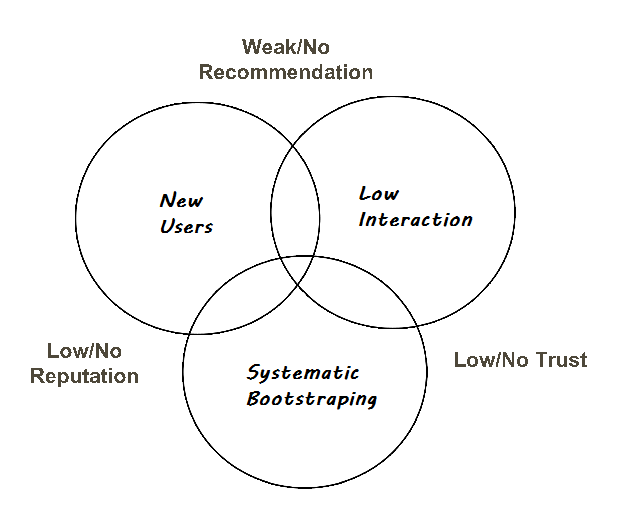 Weak/No
Recommendation
New
Users
Low
Interaction
Low/No
Reputation
Systematic
Bootstraping
Low/No Trust